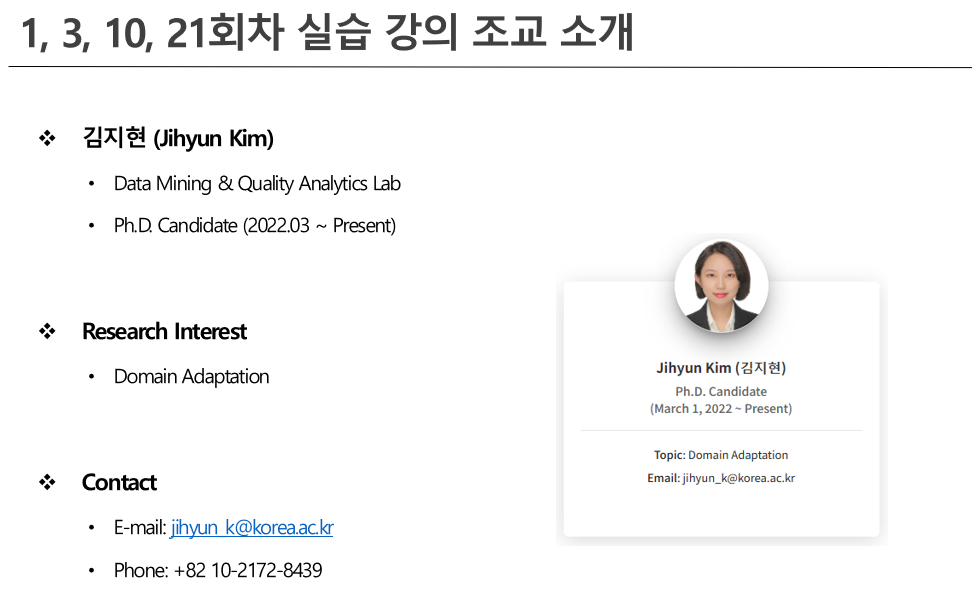 1, 3, 10, 21회차 실습 강의 조교 소개
❖ 김지현 (Jihyun Kim)
• Data Mining & Quality Analytics Lab
• Ph.D. Candidate (2022.03 ~ Present)
❖ Research Interest
• Domain Adaptation
❖ Contact
• E-mail: jihyun_k@korea.ac.kr
• Phone: +82 10-2172-8439
Jihyun Kim (김지현)
Ph.D. Candidate
(March 1, 2022 ~ Present)
Topic: Domain Adaptation
Email: jihyun_k@korea.ac.kr